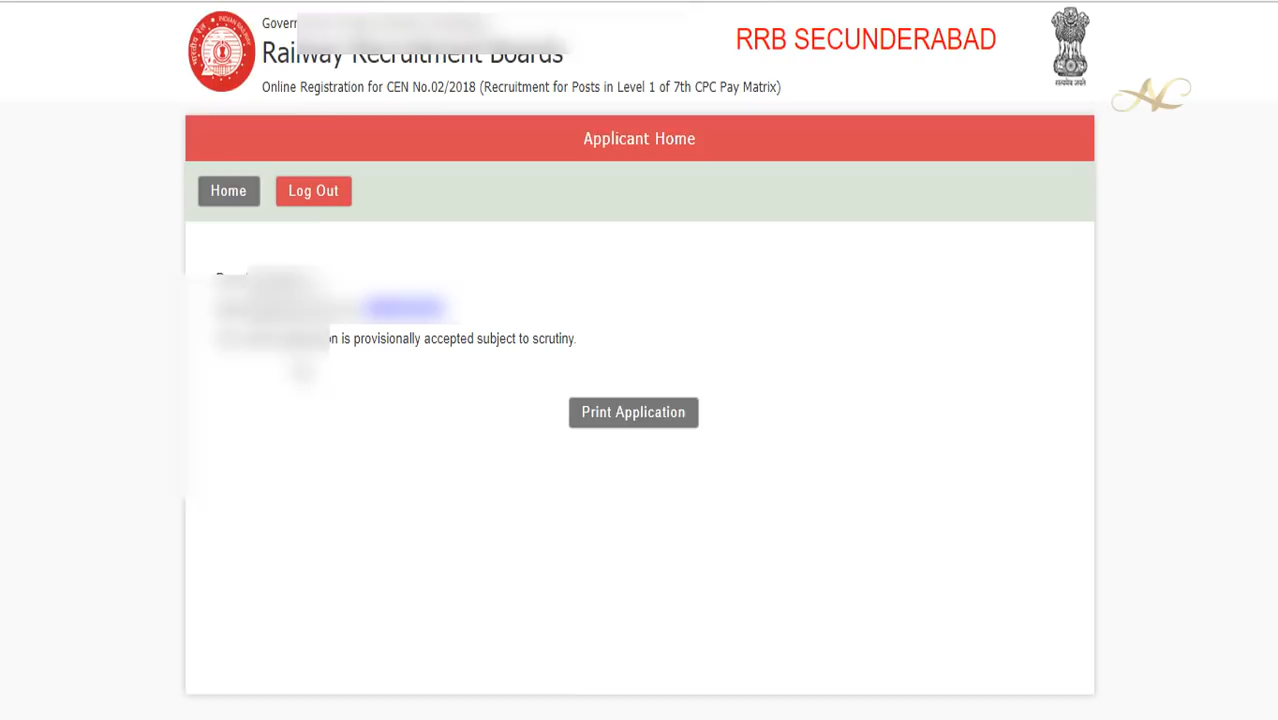 Railway Recruitment Boards
RRB SECUNDERABAD
Online Registration for CEN No.02/2018 (Recruitment for Posts in Level 1 of 7th CPC Pay Matrix)
Applicant Home
Home
Log Out
is provisionally accepted subject to scrutiny.
Print Application